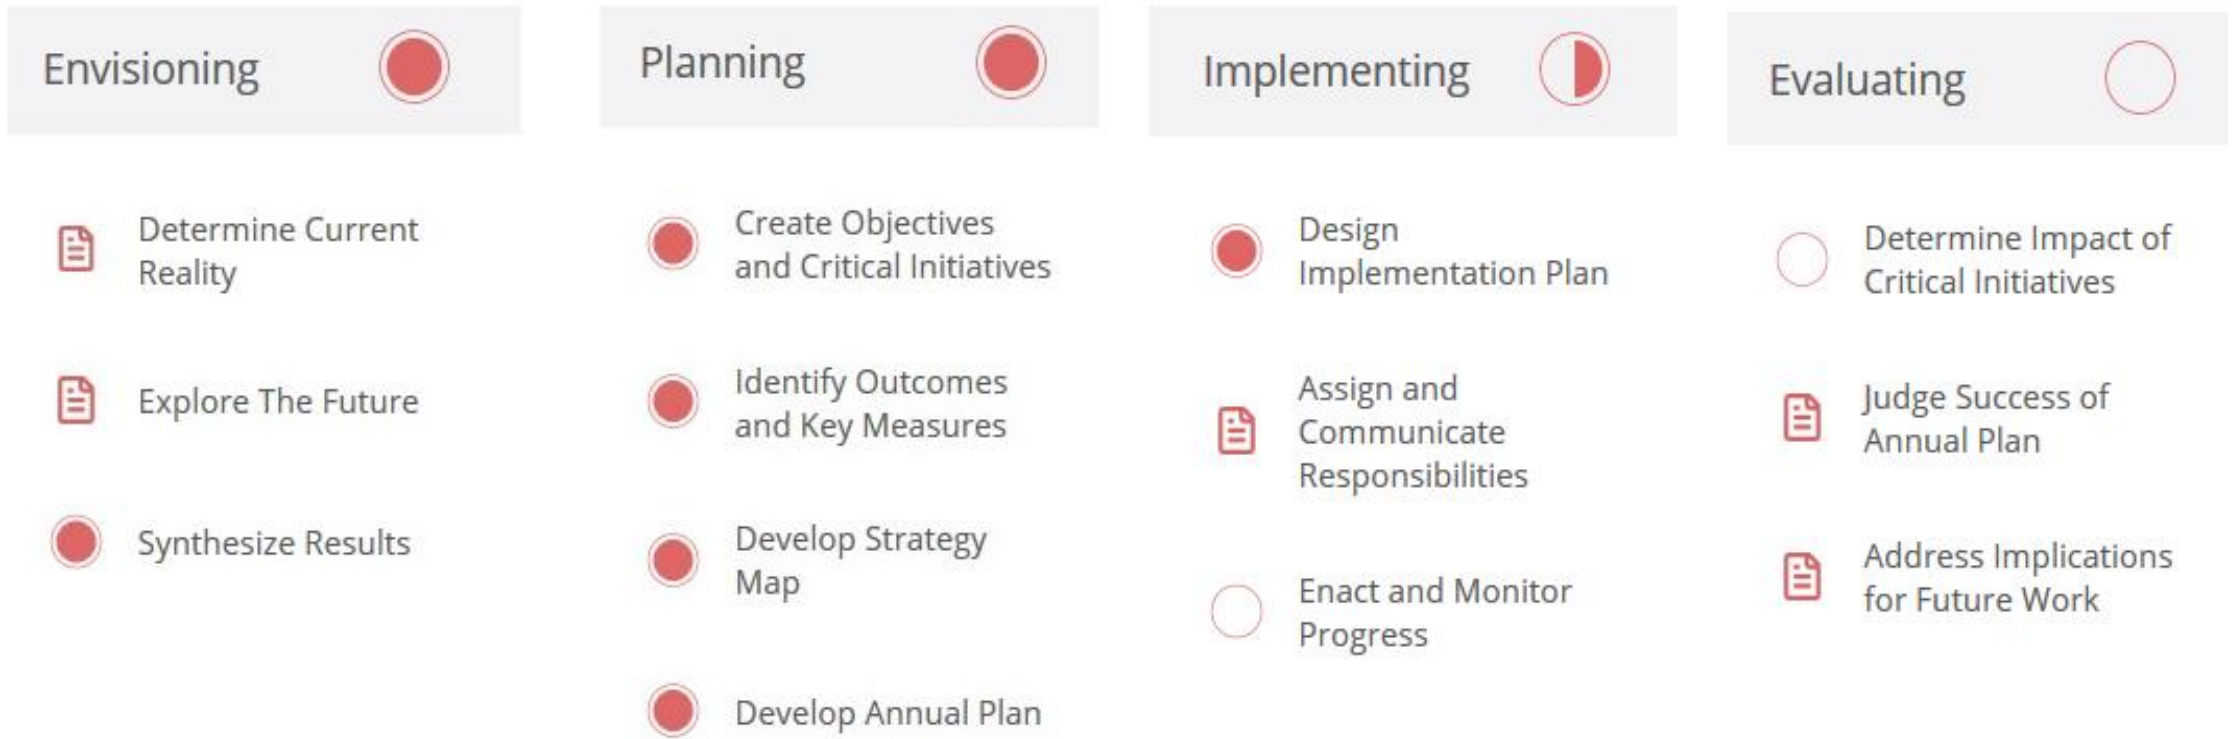 Envisioning
Determine Current
Reality
Explore The Future
Synthesize Results
Planning
Create Objectives
and Critical Initiatives
Identify Outcomes
and Key Measures
Develop Strategy
Map
Develop Annual Plan
Implementing
Design
Implementation Plan
Assign and
Communicate
Responsibilities
Enact and Monitor
Progress
Evaluating
Determine Impact of
Critical Initiatives
Judge Success of
Annual Plan
Address Implications
for Future Work